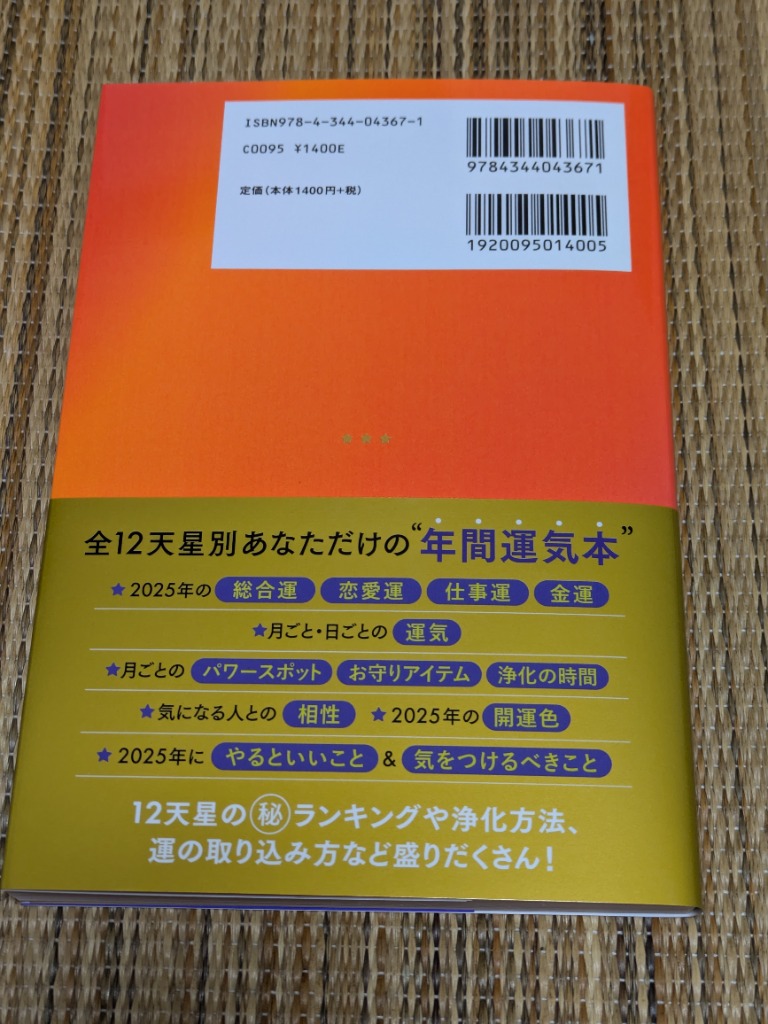 ISBN978-4-344-04367-1
C0095 ¥1400E
定価(本体1400円+税)
9784344043671
1920095014005
★★★
全12天星別あなただけの“年間運気本”
★2025年の 総合運 恋愛運 仕事運 金運
★月ごと・日ごとの 運気
★月ごとの パワースポット お守りアイテム 浄化の時間
★気になる人との 相性 ★2025年の 開運色
★2025年に やるといいこと & 気をつけるべきこと
12天星の㊙ランキングや浄化方法、
運の取り込み方など盛りだくさん!